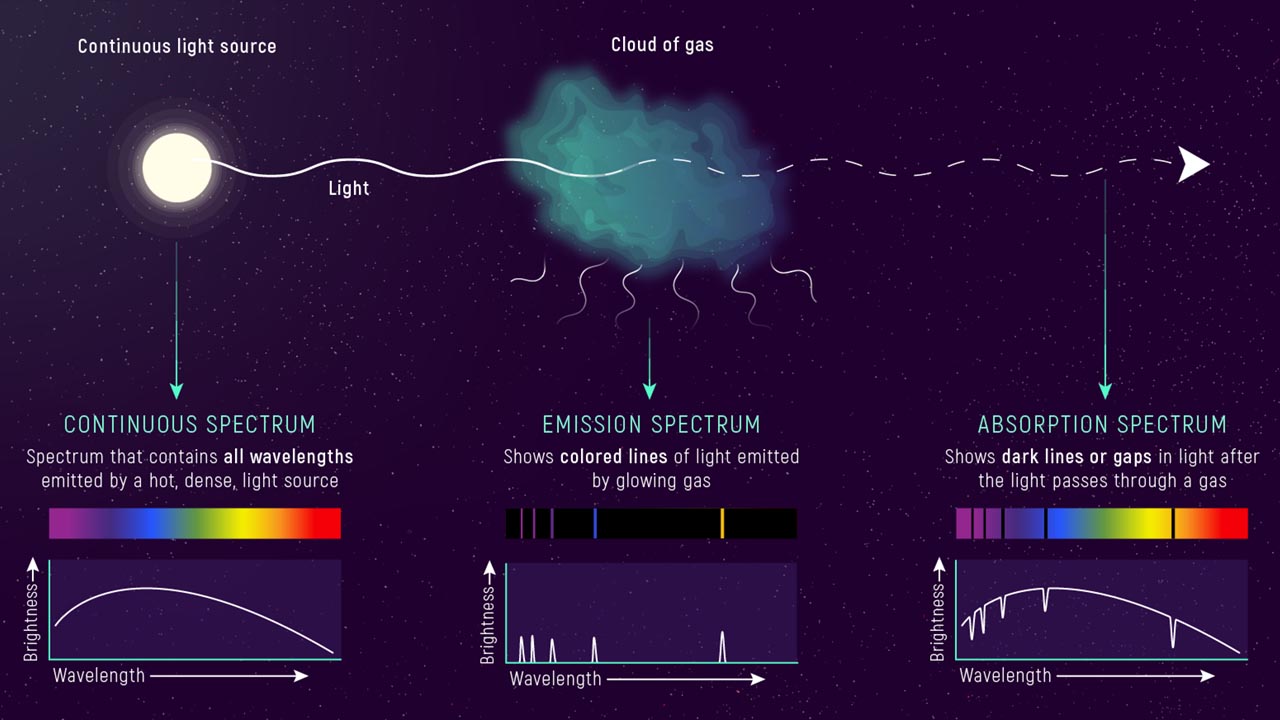 Continuous light source
Cloud of gas
Light
CONTINUOUS SPECTRUM
Spectrum that contains all wavelengths
emitted by a hot, dense, light source
Brightness
Wavelength
EMISSION SPECTRUM
Shows colored lines of light emitted
by glowing gas
Brightness
Wavelength
ABSORPTION SPECTRUM
Shows dark lines or gaps in light after
the light passes through a gas
Brightness
Wavelength